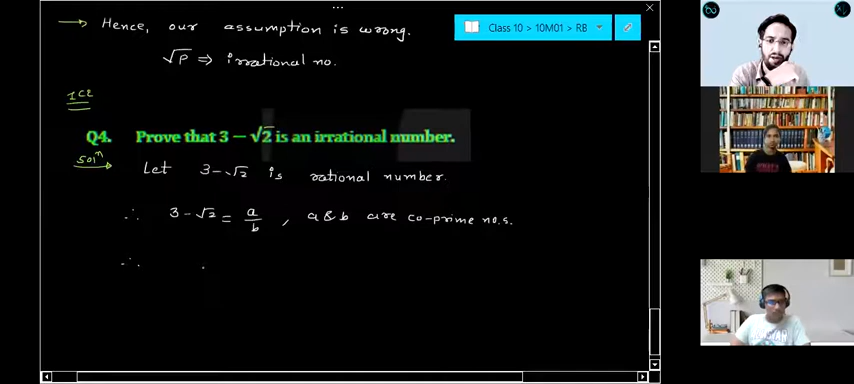 → Hence, our assumption is wrong.
√P ⇒ irrational no.
Class 10 > 10M01 > RB
ICE
Q4. Prove that 3 − √2 is an irrational number.
Solⁿ
Let 3−√2 is rational number.
∴ 3−√2 = a/b , a & b are co-prime no.s.
∴